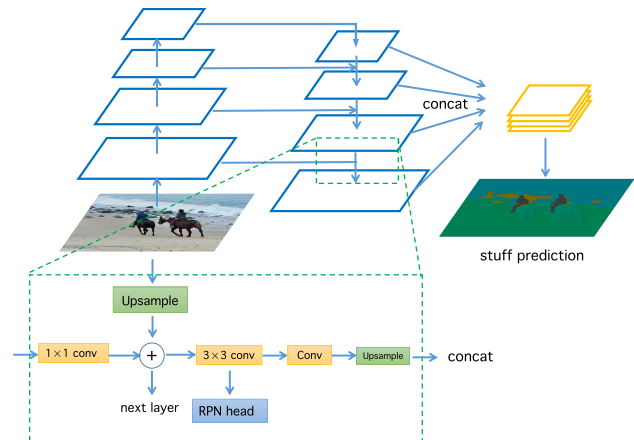 concat
stuff prediction
Upsample
1×1 conv
+
3×3 conv
Conv
Upsample
concat
next layer
RPN head